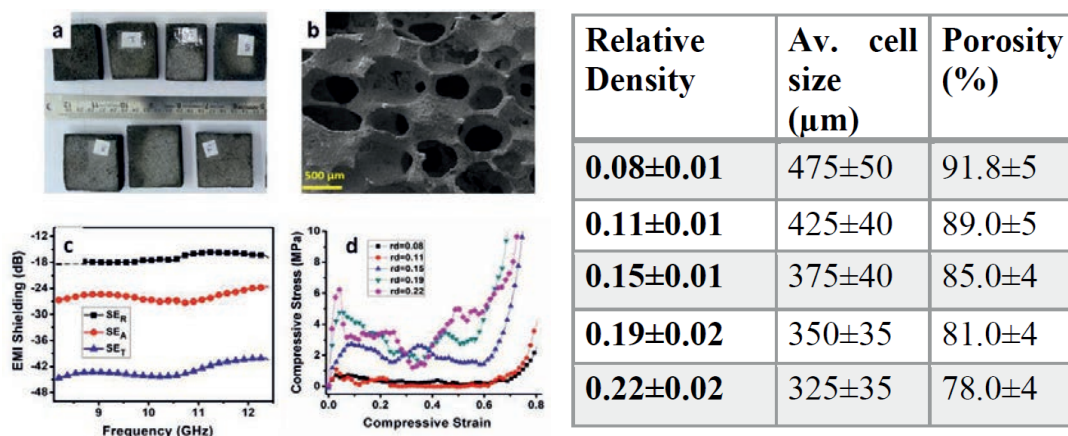 a
b
500 μm
c
-12
-18
-24
-30
-36
-42
-48
EMI Shielding (dB)
SER
SEA
SET
9 10 11 12
Frequency (GHz)
d
10
8
6
4
2
0
Compressive Stress (MPa)
rd=0.08
rd=0.11
rd=0.15
rd=0.19
rd=0.22
0.0 0.2 0.4 0.6 0.8
Compressive Strain
Relative Density
Av. cell size (μm)
Porosity (%)
0.08±0.01 475±50 91.8±5
0.11±0.01 425±40 89.0±5
0.15±0.01 375±40 85.0±4
0.19±0.02 350±35 81.0±4
0.22±0.02 325±35 78.0±4